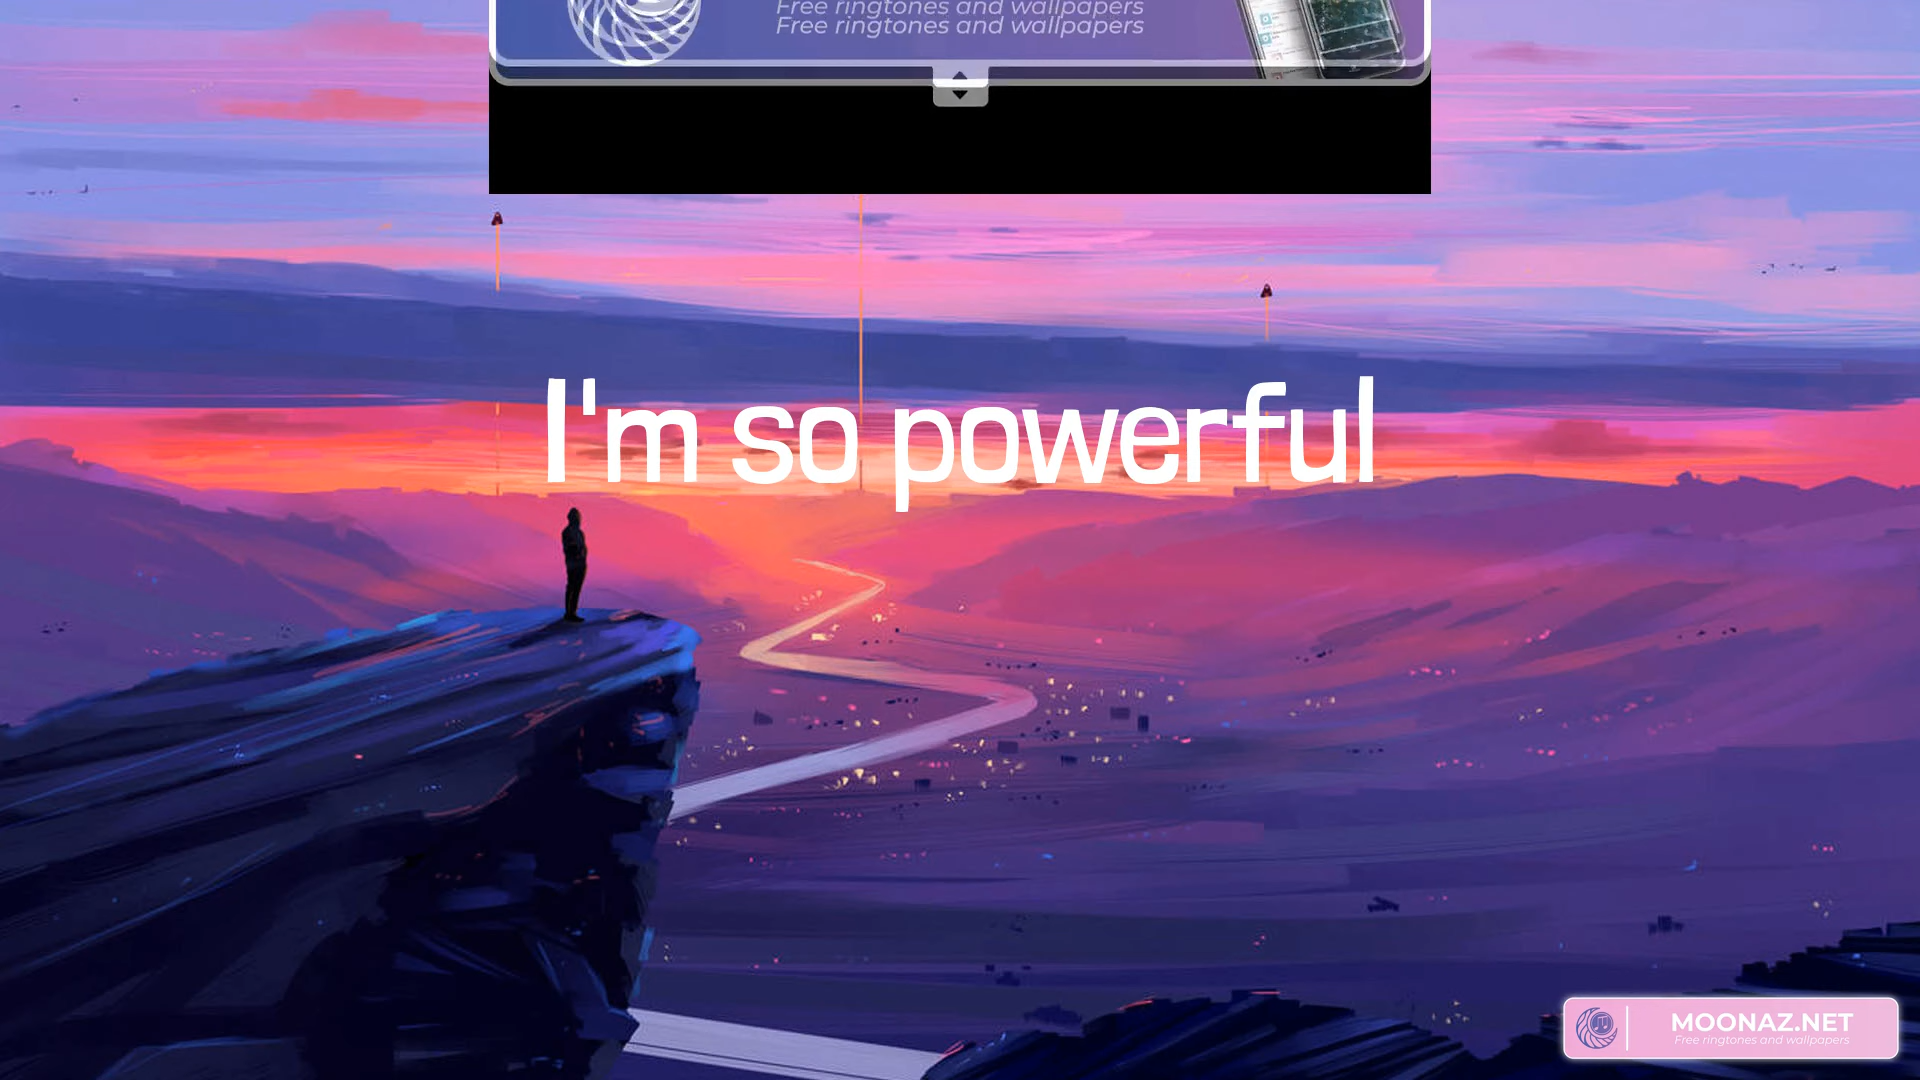 Free ringtones and wallpapers
Free ringtones and wallpapers
I'm so powerful
MOONAZ.NET
Free ringtones and wallpapers